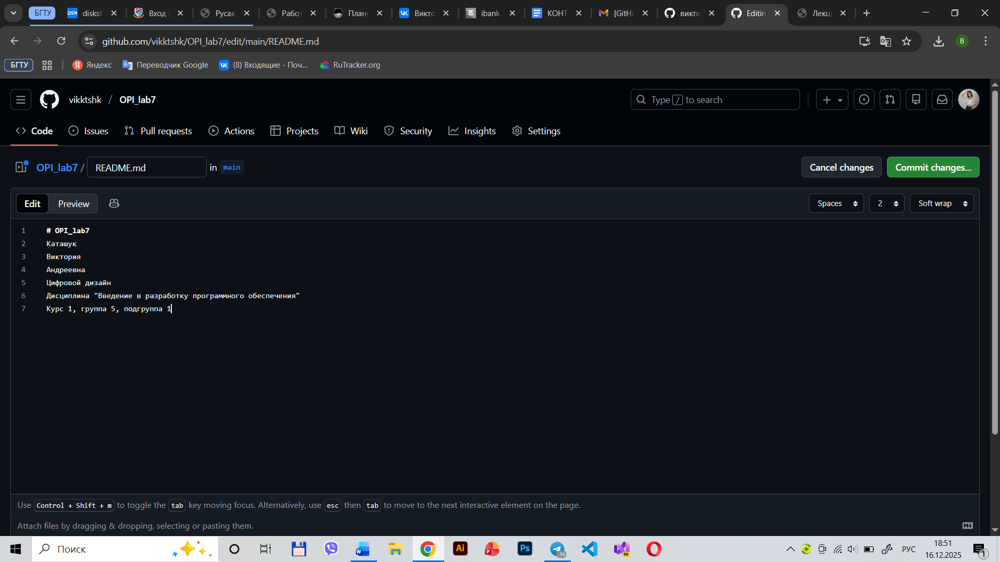 БГТУ
diskst
Вход
Русак
Работ
План
Викто
ibank.
КОНТ
[GitHu
виктш
Editin
Лекц
github.com/vikktshk/OPI_lab7/edit/main/README.md
В
БГТУ
Яндекс
Переводчик Google
(8) Входящие - Поч...
RuTracker.org
vikktshk / OPI_lab7
Type / to search
Code
Issues
Pull requests
Actions
Projects
Wiki
Security
Insights
Settings
OPI_lab7 / README.md in main
Cancel changes
Commit changes...
Edit
Preview
Spaces
2
Soft wrap
1 # OPI_lab7
2 Каташук
3 Виктория
4 Андреевна
5 Цифровой дизайн
6 Дисциплина "Введение в разработку программного обеспечения"
7 Курс 1, группа 5, подгруппа 1
Use Control + Shift + m to toggle the tab key moving focus. Alternatively, use esc then tab to move to the next interactive element on the page.
Attach files by dragging & dropping, selecting or pasting them.
Поиск
РУС
18:51
16.12.2025
1